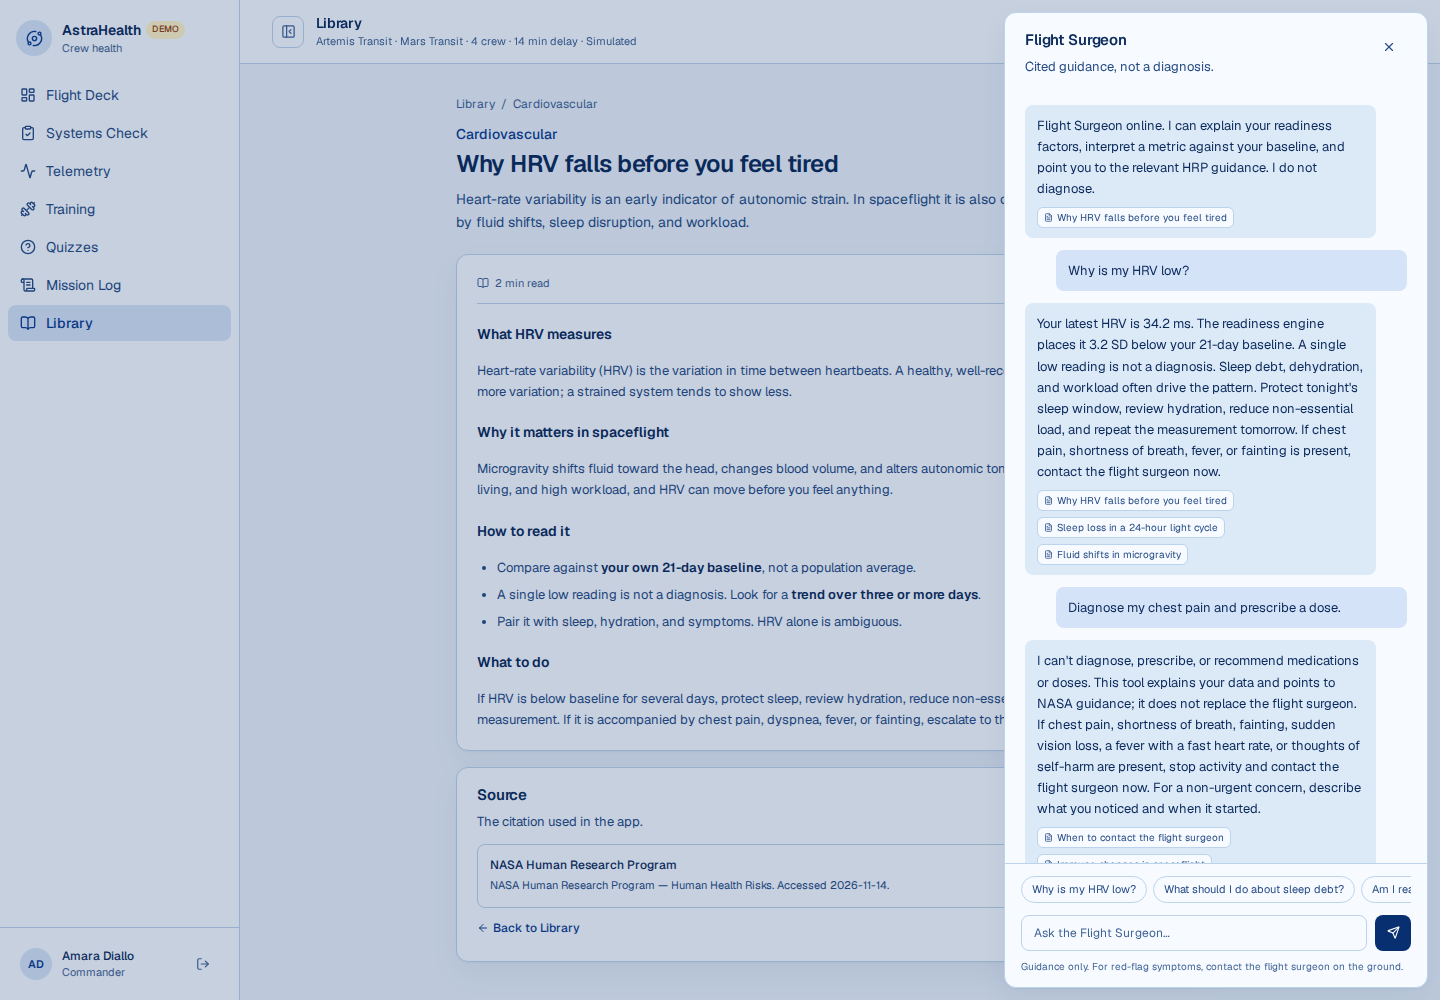 AstraHealth DEMO
Crew health
Flight Deck
Systems Check
Telemetry
Training
Quizzes
Mission Log
Library
AD
Amara Diallo
Commander
Library
Artemis Transit · Mars Transit · 4 crew · 14 min delay · Simulated
Library / Cardiovascular
Cardiovascular
Why HRV falls before you feel tired
Heart-rate variability is an early indicator of autonomic strain. In spaceflight it is also
by fluid shifts, sleep disruption, and workload.
2 min read
What HRV measures
Heart-rate variability (HRV) is the variation in time between heartbeats. A healthy,
more variation; a strained system tends to show less.
Why it matters in spaceflight
Microgravity shifts fluid toward the head, changes blood volume, and alters autonomic
living, and high workload, and HRV can move before you feel anything.
How to read it
• Compare against your own 21-day baseline, not a population average.
• A single low reading is not a diagnosis. Look for a trend over three or more days.
• Pair it with sleep, hydration, and symptoms. HRV alone is ambiguous.
What to do
If HRV is below baseline for several days, protect sleep, review hydration, reduce
measurement. If it is accompanied by chest pain, dyspnea, fever, or fainting, escalate to
Source
The citation used in the app.
NASA Human Research Program
NASA Human Research Program — Human Health Risks. Accessed 2026-11-14.
← Back to Library
Flight Surgeon
Cited guidance, not a diagnosis.
Flight Surgeon online. I can explain your readiness
factors, interpret a metric against your baseline, and
point you to the relevant HRP guidance. I do not
diagnose.
Why HRV falls before you feel tired
Why is my HRV low?
Your latest HRV is 34.2 ms. The readiness engine
places it 3.2 SD below your 21-day baseline. A single
low reading is not a diagnosis. Sleep debt, dehydration,
and workload often drive the pattern. Protect tonight's
sleep window, review hydration, reduce non-essential
load, and repeat the measurement tomorrow. If chest
pain, shortness of breath, fever, or fainting is present,
contact the flight surgeon now.
Why HRV falls before you feel tired
Sleep loss in a 24-hour light cycle
Fluid shifts in microgravity
Diagnose my chest pain and prescribe a dose.
I can't diagnose, prescribe, or recommend medications
or doses. This tool explains your data and points to
NASA guidance; it does not replace the flight surgeon.
If chest pain, shortness of breath, fainting, sudden
vision loss, a fever with a fast heart rate, or thoughts of
self-harm are present, stop activity and contact the
flight surgeon now. For a non-urgent concern, describe
what you noticed and when it started.
When to contact the flight surgeon
Why is my HRV low?
What should I do about sleep debt?
Am I
Ask the Flight Surgeon...
Guidance only. For red-flag symptoms, contact the flight surgeon on the ground.